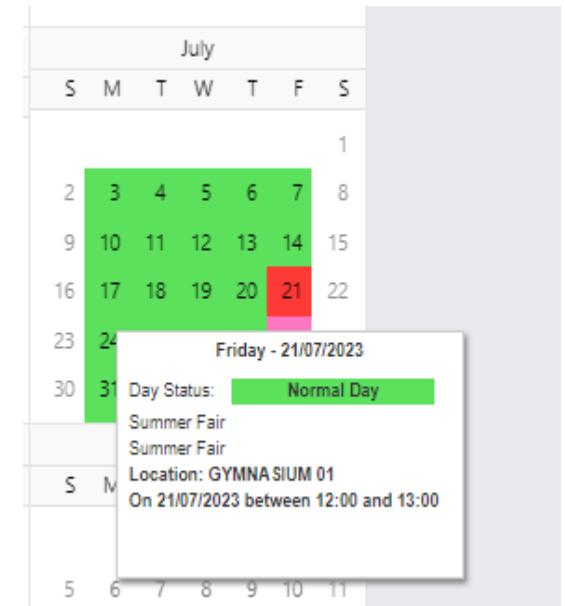 July
S M T W T F S
1
2 3 4 5 6 7 8
9 10 11 12 13 14 15
16 17 18 19 20 21 22
23 24
30 31
Friday - 21/07/2023
Day Status: Normal Day
Summer Fair
Summer Fair
Location: GYMNASIUM 01
On 21/07/2023 between 12:00 and 13:00
S
5 6 7 8 9 10 11